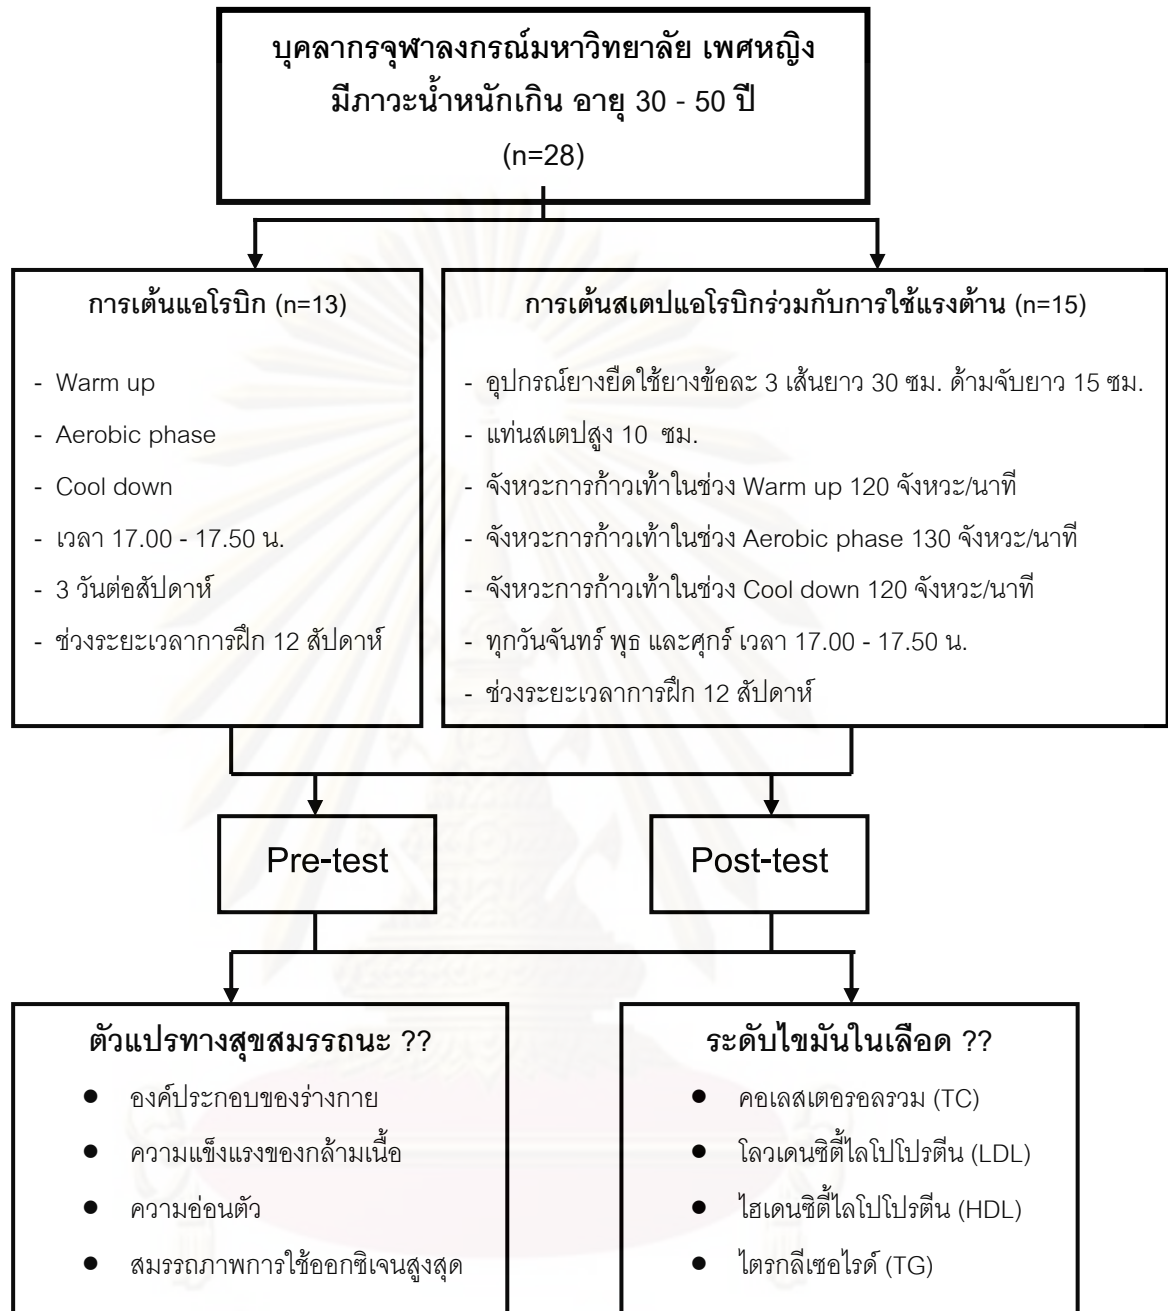 บุคลากรจุฬาลงกรณ์มหาวิทยาลัย เพศหญิง
มีภาวะน้ำหนักเกิน อายุ 30 - 50 ปี
(n=28)
การเต้นแอโรบิก (n=13)
- Warm up
- Aerobic phase
- Cool down
- เวลา 17.00 - 17.50 น.
- 3 วันต่อสัปดาห์
- ช่วงระยะเวลาการฝึก 12 สัปดาห์
การเต้นสเตปแอโรบิกร่วมกับการใช้แรงต้าน (n=15)
- อุปกรณ์ยางยืดใช้ยางข้อละ 3 เส้นยาว 30 ซม. ด้ามจับยาว 15 ซม.
- แท่นสเตปสูง 10 ซม.
- จังหวะการก้าวเท้าในช่วง Warm up 120 จังหวะ/นาที
- จังหวะการก้าวเท้าในช่วง Aerobic phase 130 จังหวะ/นาที
- จังหวะการก้าวเท้าในช่วง Cool down 120 จังหวะ/นาที
- ทุกวันจันทร์ พุธ และศุกร์ เวลา 17.00 - 17.50 น.
- ช่วงระยะเวลาการฝึก 12 สัปดาห์
Pre-test
Post-test
ตัวแปรทางสุขสมรรถนะ ??
● องค์ประกอบของร่างกาย
● ความแข็งแรงของกล้ามเนื้อ
● ความอ่อนตัว
● สมรรถภาพการใช้ออกซิเจนสูงสุด
ระดับไขมันในเลือด ??
● คอเลสเตอรอลรวม (TC)
● โลวเดนซิตี้ไลโปโปรตีน (LDL)
● ไฮเดนซิตี้ไลโปโปรตีน (HDL)
● ไตรกลีเซอไรด์ (TG)